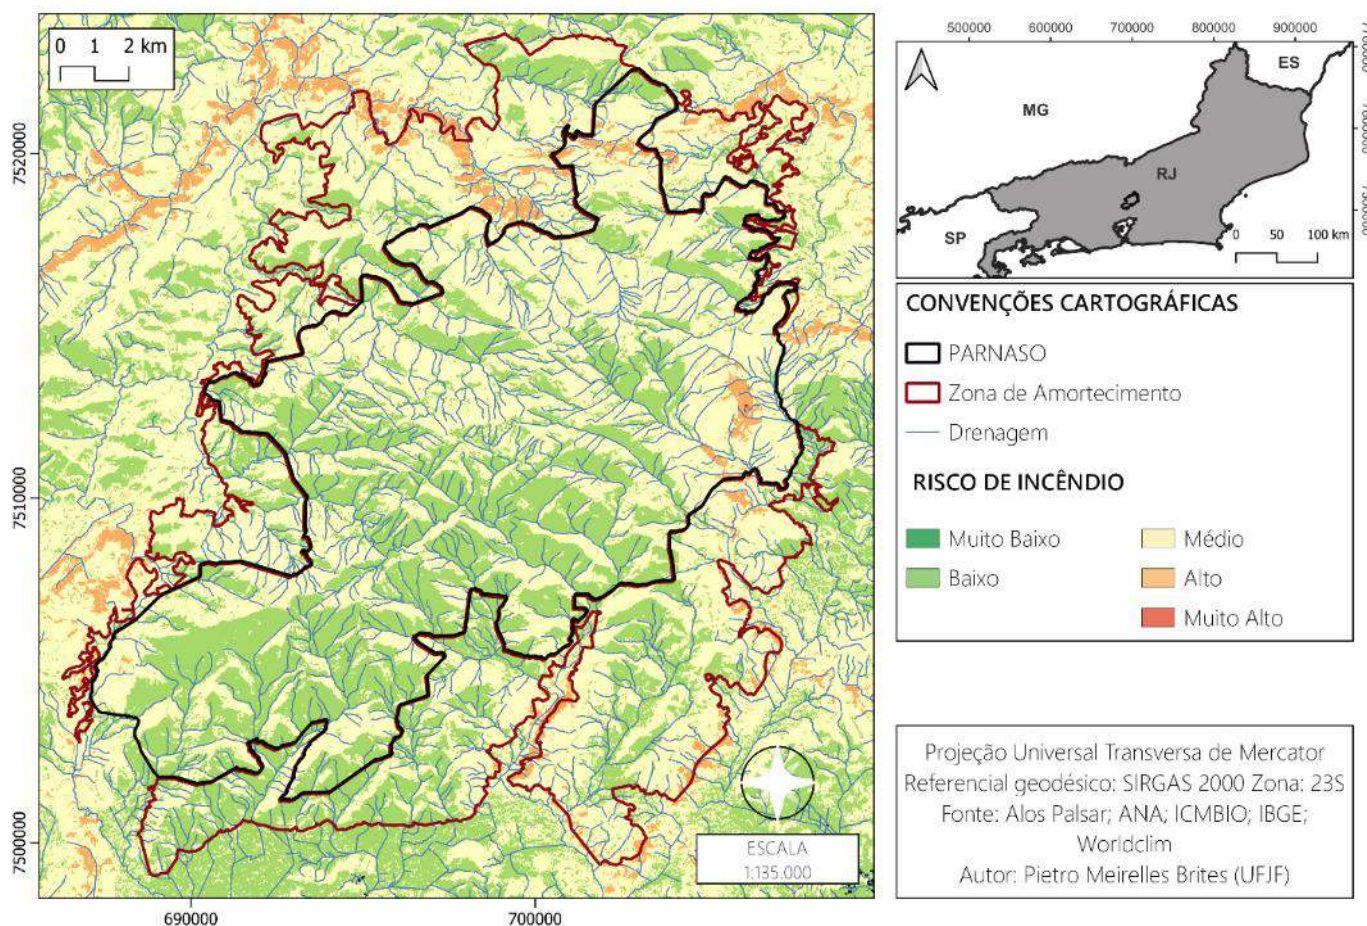 0 1 2 km
7520000
7510000
7500000
690000
700000
ESCALA
1:135.000
500000
600000
700000
800000
900000
ES
MG
RJ
SP
0 50 100 km
CONVENÇÕES CARTOGRÁFICAS
PARNASO
Zona de Amortecimento
Drenagem
RISCO DE INCÊNDIO
Muito Baixo
Médio
Baixo
Alto
Muito Alto
Projeção Universal Transversa de Mercator
Referencial geodésico: SIRGAS 2000 Zona: 23S
Fonte: Alos Palsar; ANA; ICMBIO; IBGE;
Worldclim
Autor: Pietro Meirelles Brites (UFJF)